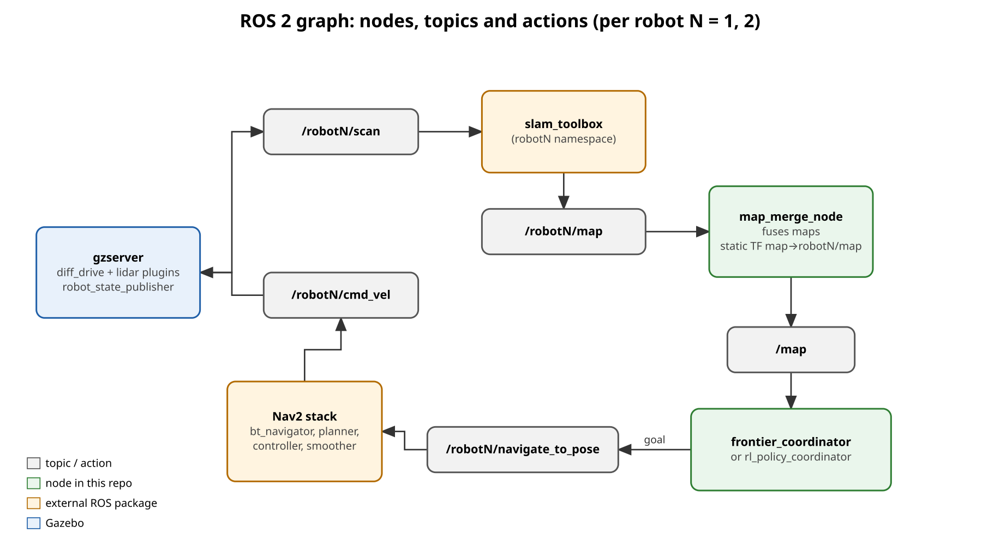 ROS 2 graph: nodes, topics and actions (per robot N = 1, 2)
/robotN/scan
slam_toolbox
(robotN namespace)
/robotN/map
map_merge_node
fuses maps
static TF map→robotN/map
gzserver
diff_drive + lidar plugins
robot_state_publisher
/robotN/cmd_vel
/map
Nav2 stack
bt_navigator, planner,
controller, smoother
/robotN/navigate_to_pose
goal
frontier_coordinator
or rl_policy_coordinator
topic / action
node in this repo
external ROS package
Gazebo